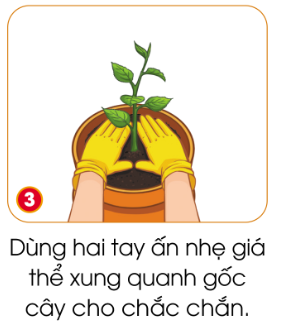 3
Dùng hai tay ấn nhẹ giá
thể xung quanh gốc
cây cho chắc chắn.